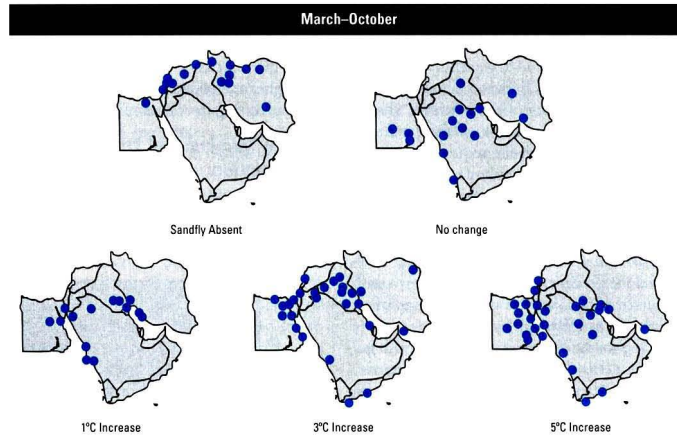 March–October
Sandfly Absent
No change
1ºC Increase
3ºC Increase
5ºC Increase